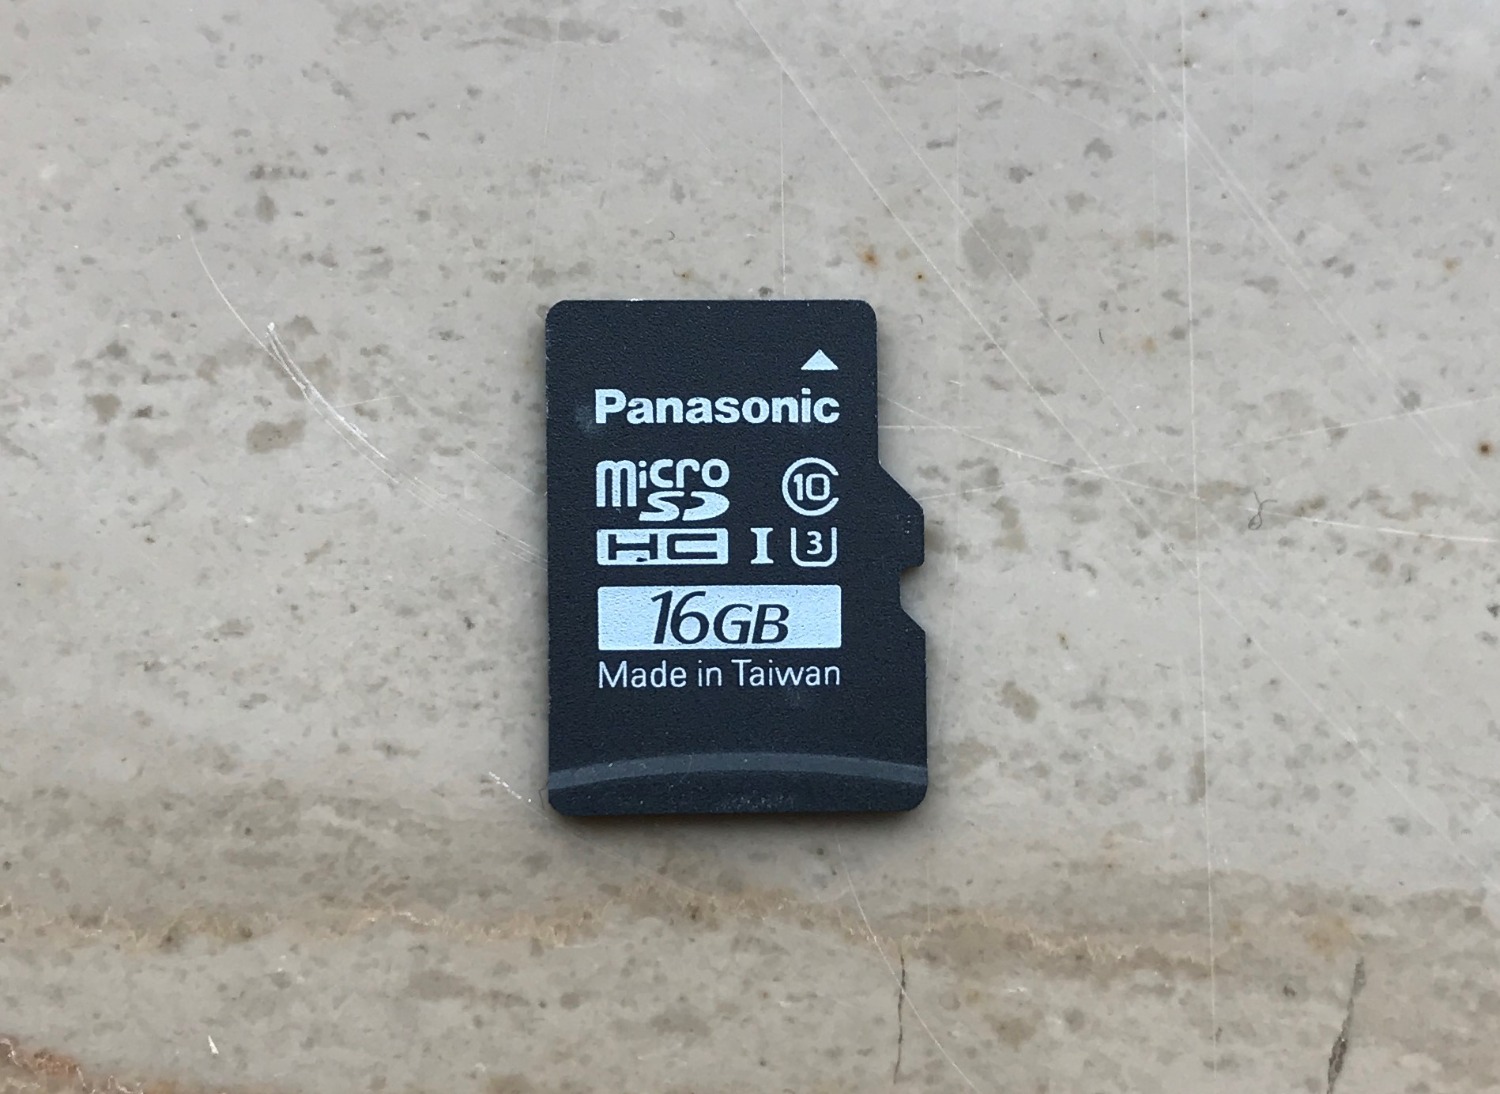 Panasonic
micro
SD 10
HC I 3
16GB
Made in Taiwan